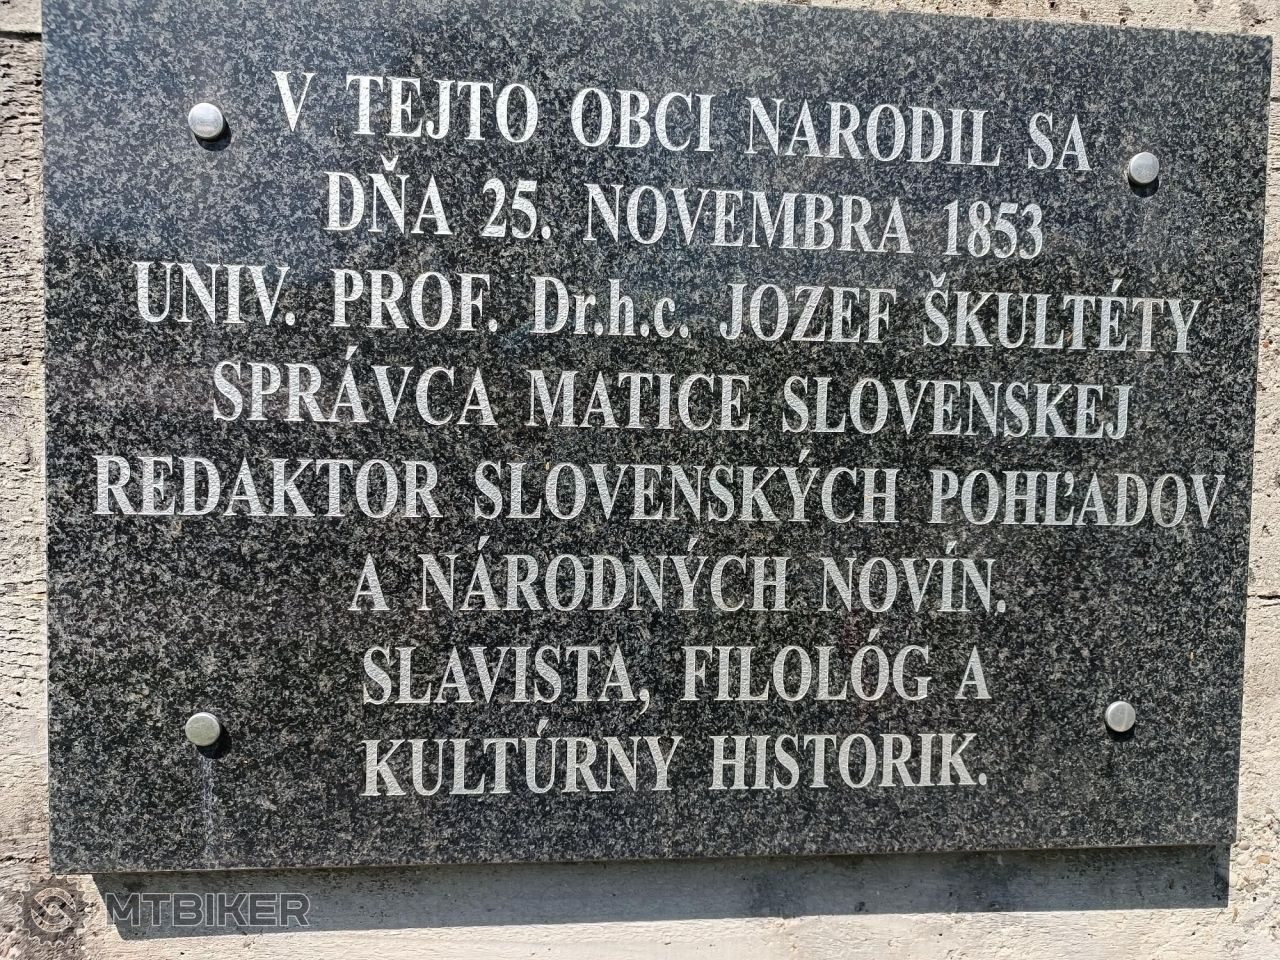 V TEJTO OBCI NARODIL SA
DŇA 25. NOVEMBRA 1853
UNIV. PROF. Dr.h.c. JOZEF ŠKULTÉTY
SPRÁVCA MATICE SLOVENSKEJ
REDAKTOR SLOVENSKÝCH POHĽADOV
A NÁRODNÝCH NOVÍN.
SLAVISTA, FILOLÓG A
KULTÚRNY HISTORIK.
MTBIKER